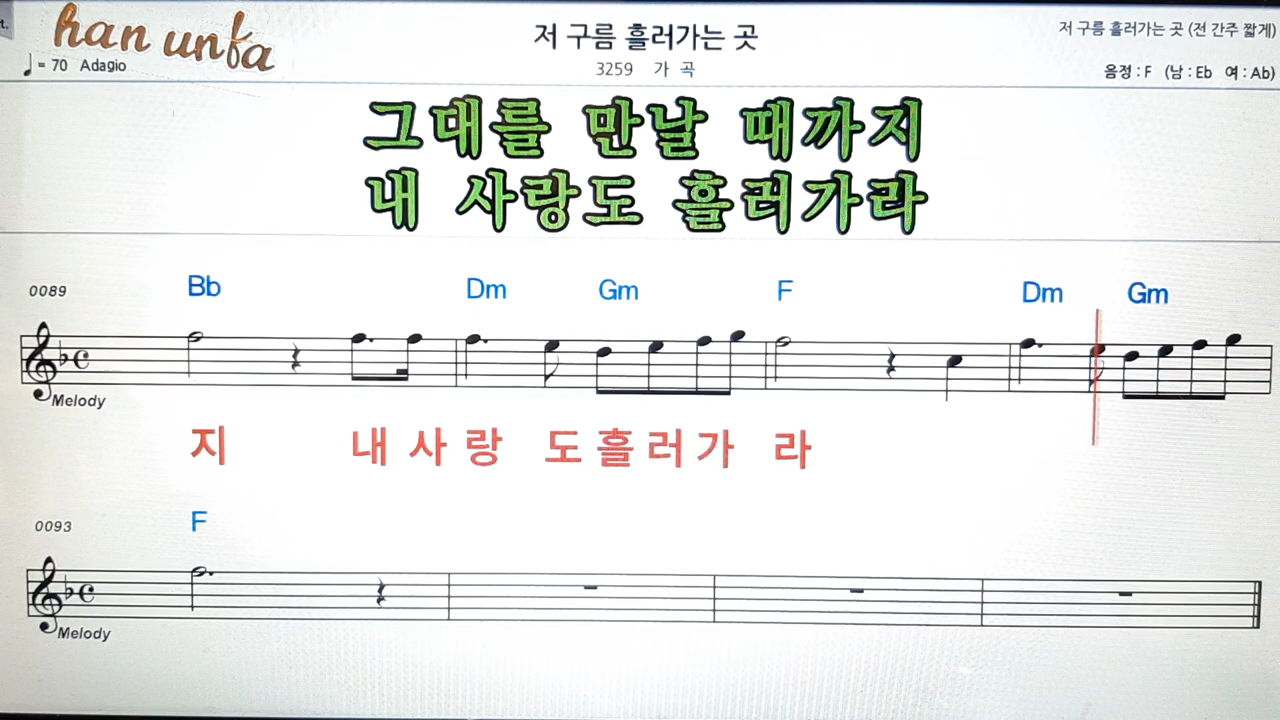 t.
han unfa
저 구름 흘러가는 곳
저 구름 흘러가는 곳 (전 간주 짧게)
♩ = 70 Adagio
3259 가 곡
음정 : F (남 : Eb 여 : Ab)
그대를 만날 때까지
내 사랑도 흘러가라
0089 Bb Dm Gm F Dm Gm
Melody
지 내 사 랑 도 흘 러 가 라
0093 F
Melody